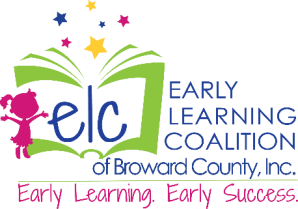 elc
EARLY
LEARNING
COALITION
of Broward County, Inc.
Early Learning. Early Success.